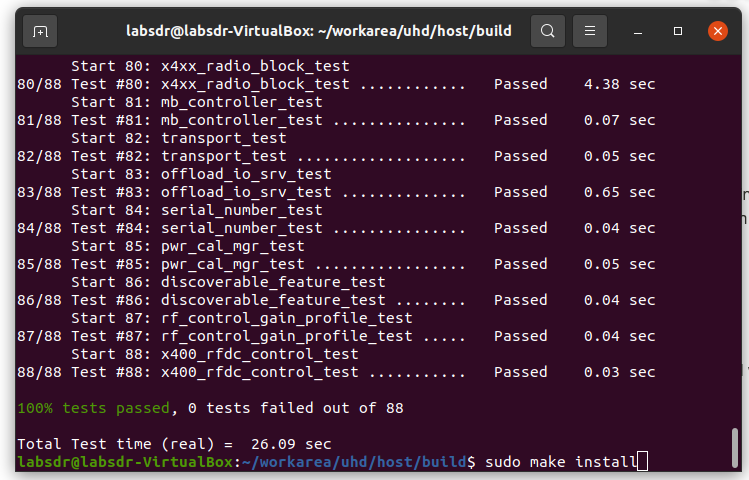 labsdr@labsdr-VirtualBox: ~/workarea/uhd/host/build
Start 80: x4xx_radio_block_test
80/88 Test #80: x4xx_radio_block_test ............   Passed    4.38 sec
Start 81: mb_controller_test
81/88 Test #81: mb_controller_test ...............   Passed    0.07 sec
Start 82: transport_test
82/88 Test #82: transport_test ...................   Passed    0.05 sec
Start 83: offload_io_srv_test
83/88 Test #83: offload_io_srv_test ..............   Passed    0.65 sec
Start 84: serial_number_test
84/88 Test #84: serial_number_test ...............   Passed    0.04 sec
Start 85: pwr_cal_mgr_test
85/88 Test #85: pwr_cal_mgr_test .................   Passed    0.05 sec
Start 86: discoverable_feature_test
86/88 Test #86: discoverable_feature_test ........   Passed    0.04 sec
Start 87: rf_control_gain_profile_test
87/88 Test #87: rf_control_gain_profile_test .....   Passed    0.04 sec
Start 88: x400_rfdc_control_test
88/88 Test #88: x400_rfdc_control_test ...........   Passed    0.03 sec
100% tests passed, 0 tests failed out of 88
Total Test time (real) =  26.09 sec
labsdr@labsdr-VirtualBox:~/workarea/uhd/host/build$ sudo make install